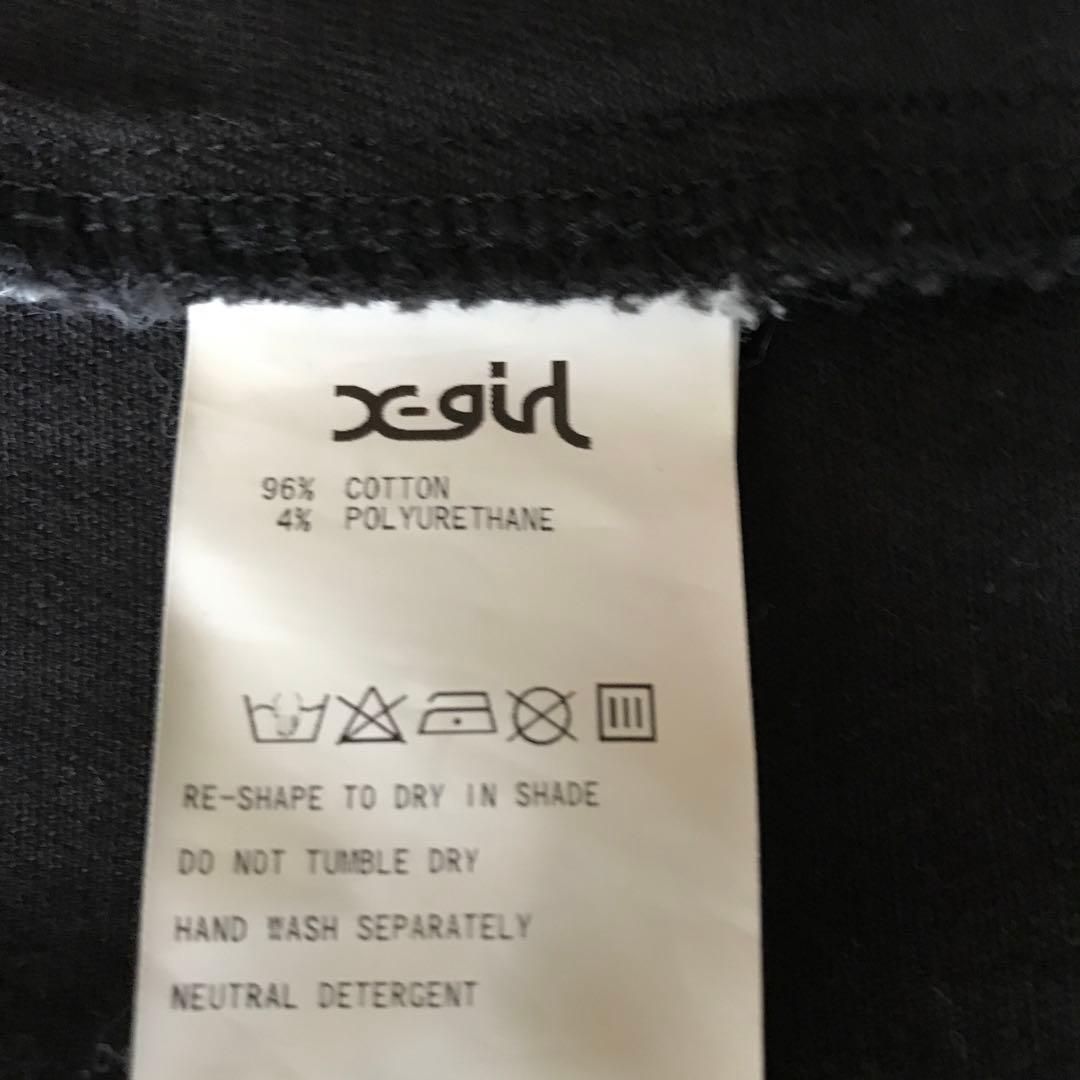 X-girl
96% COTTON
4% POLYURETHANE
RE-SHAPE TO DRY IN SHADE
DO NOT TUMBLE DRY
HAND WASH SEPARATELY
NEUTRAL DETERGENT